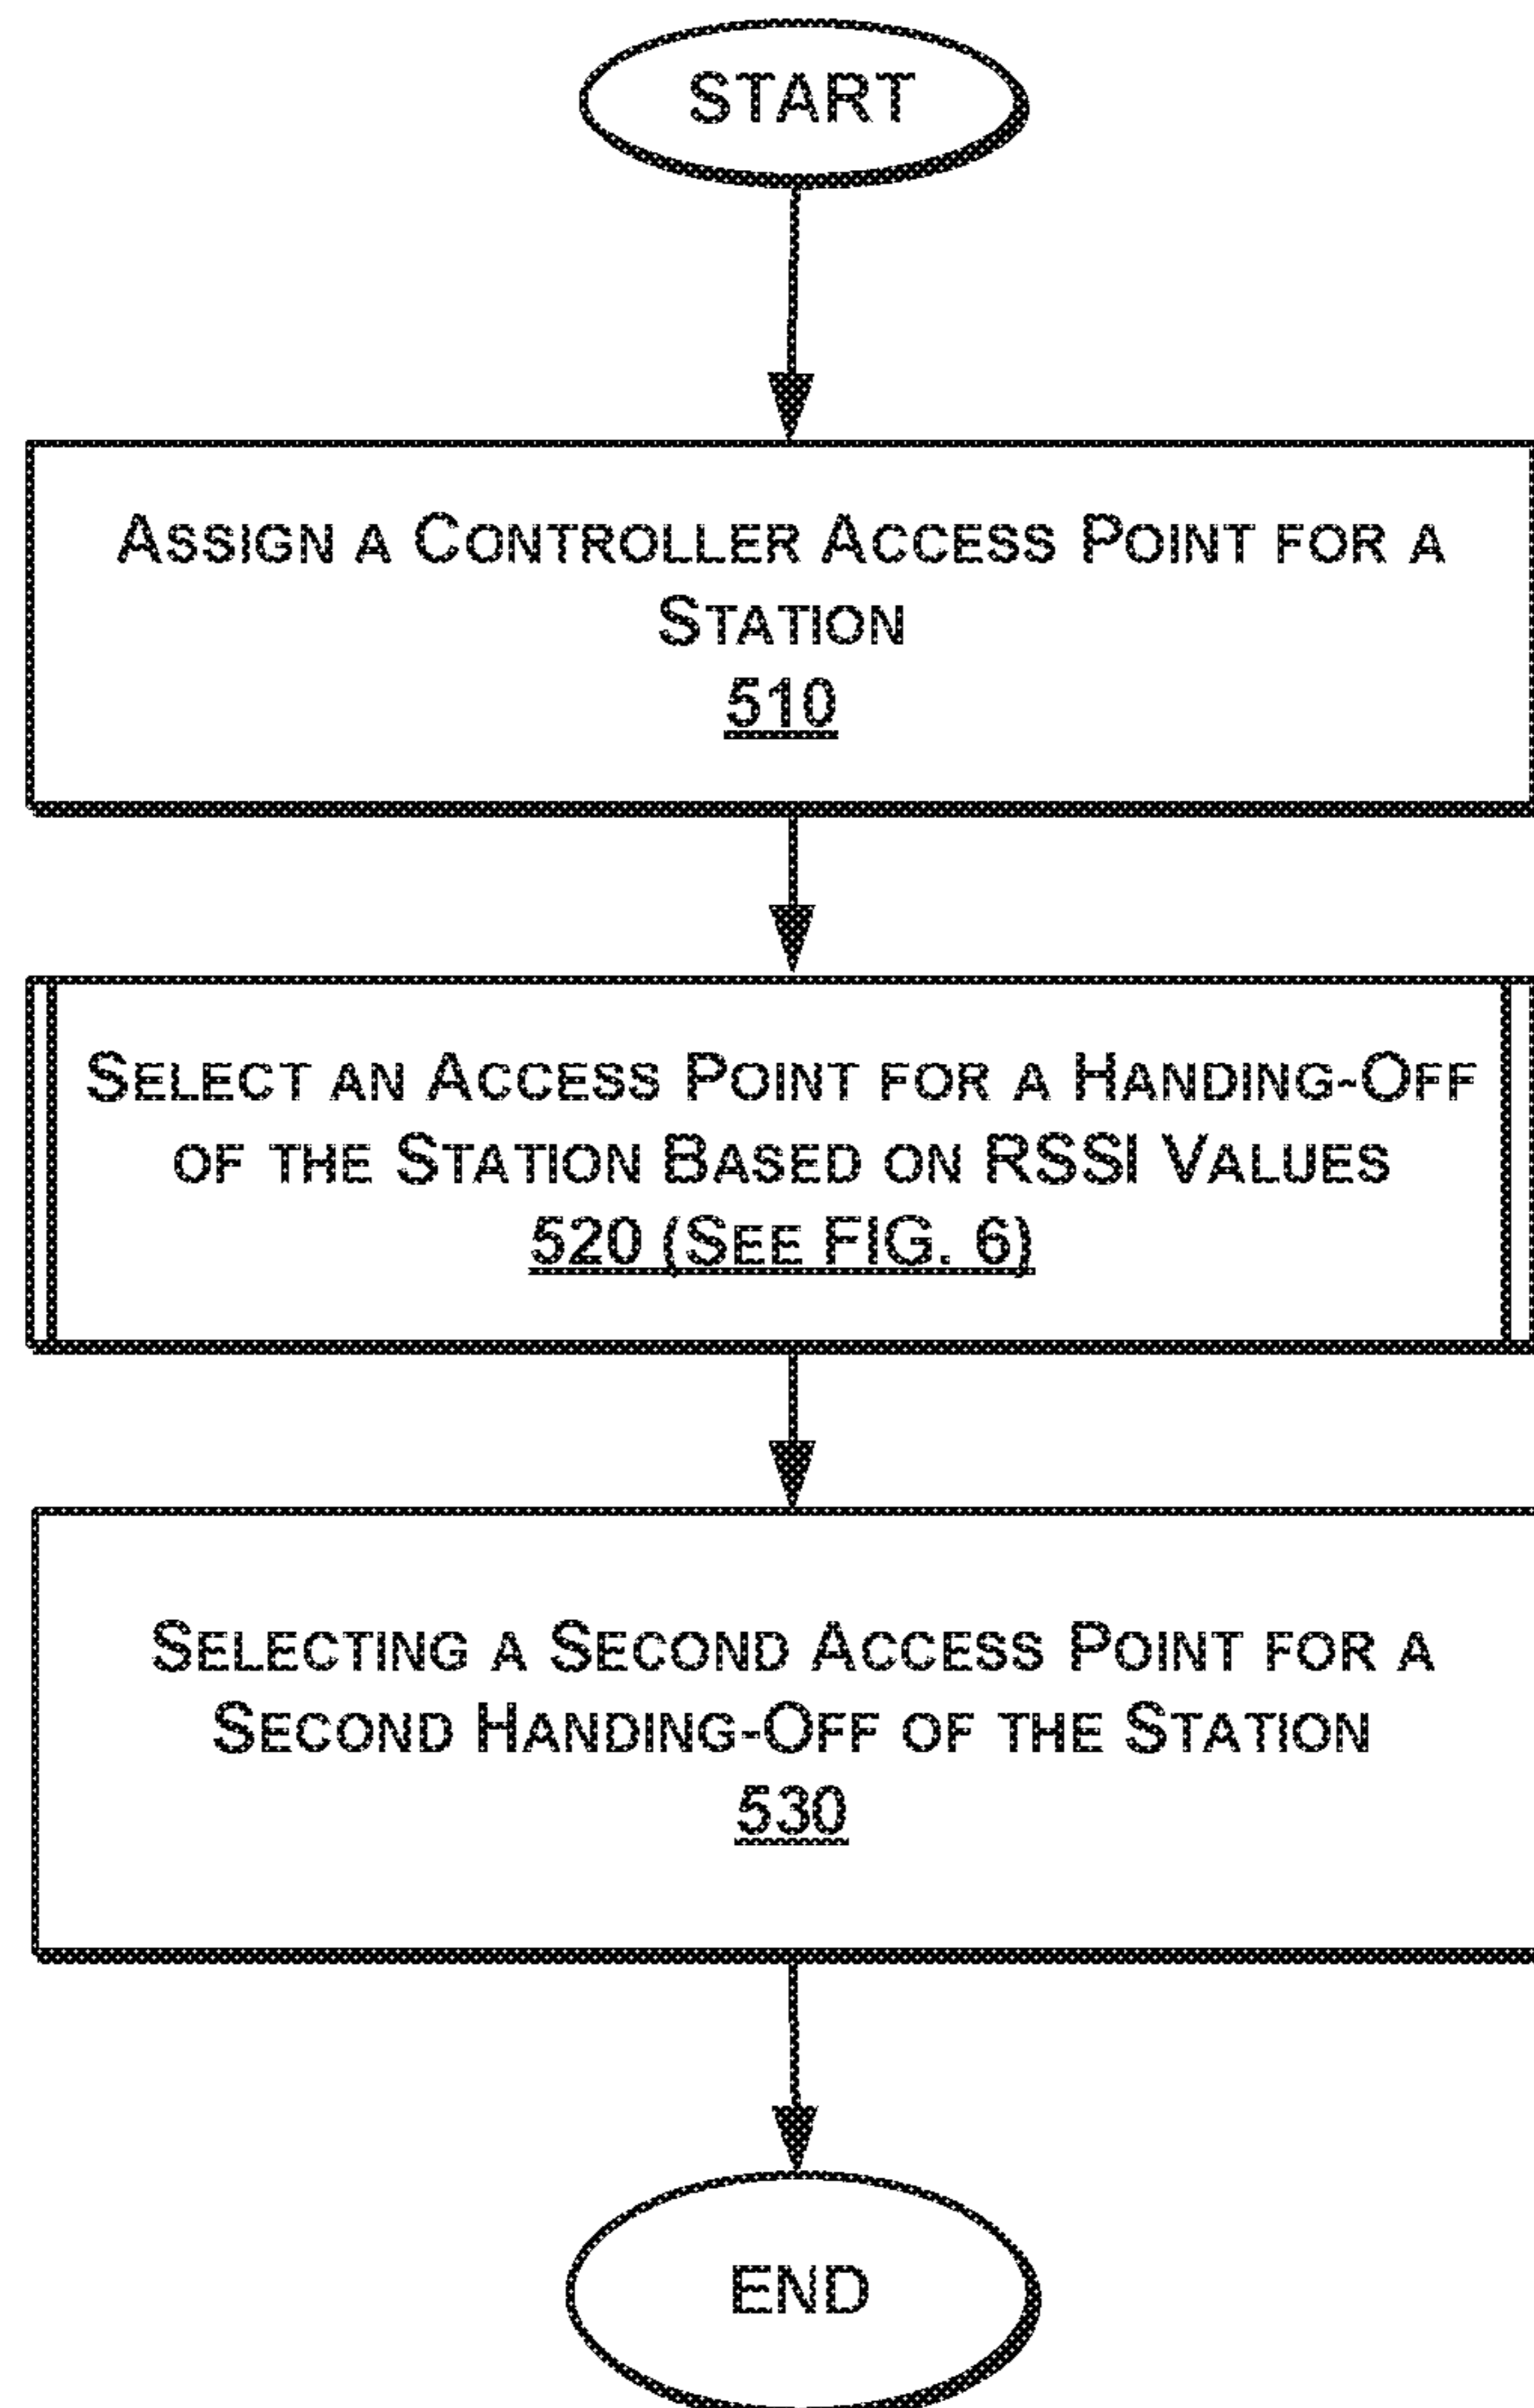 START
ASSIGN A CONTROLLER ACCESS POINT FOR A
STATION
510
SELECT AN ACCESS POINT FOR A HANDING-OFF
OF THE STATION BASED ON RSSI VALUES
520 (SEE FIG. 6)
SELECTING A SECOND ACCESS POINT FOR A
SECOND HANDING-OFF OF THE STATION
530
END